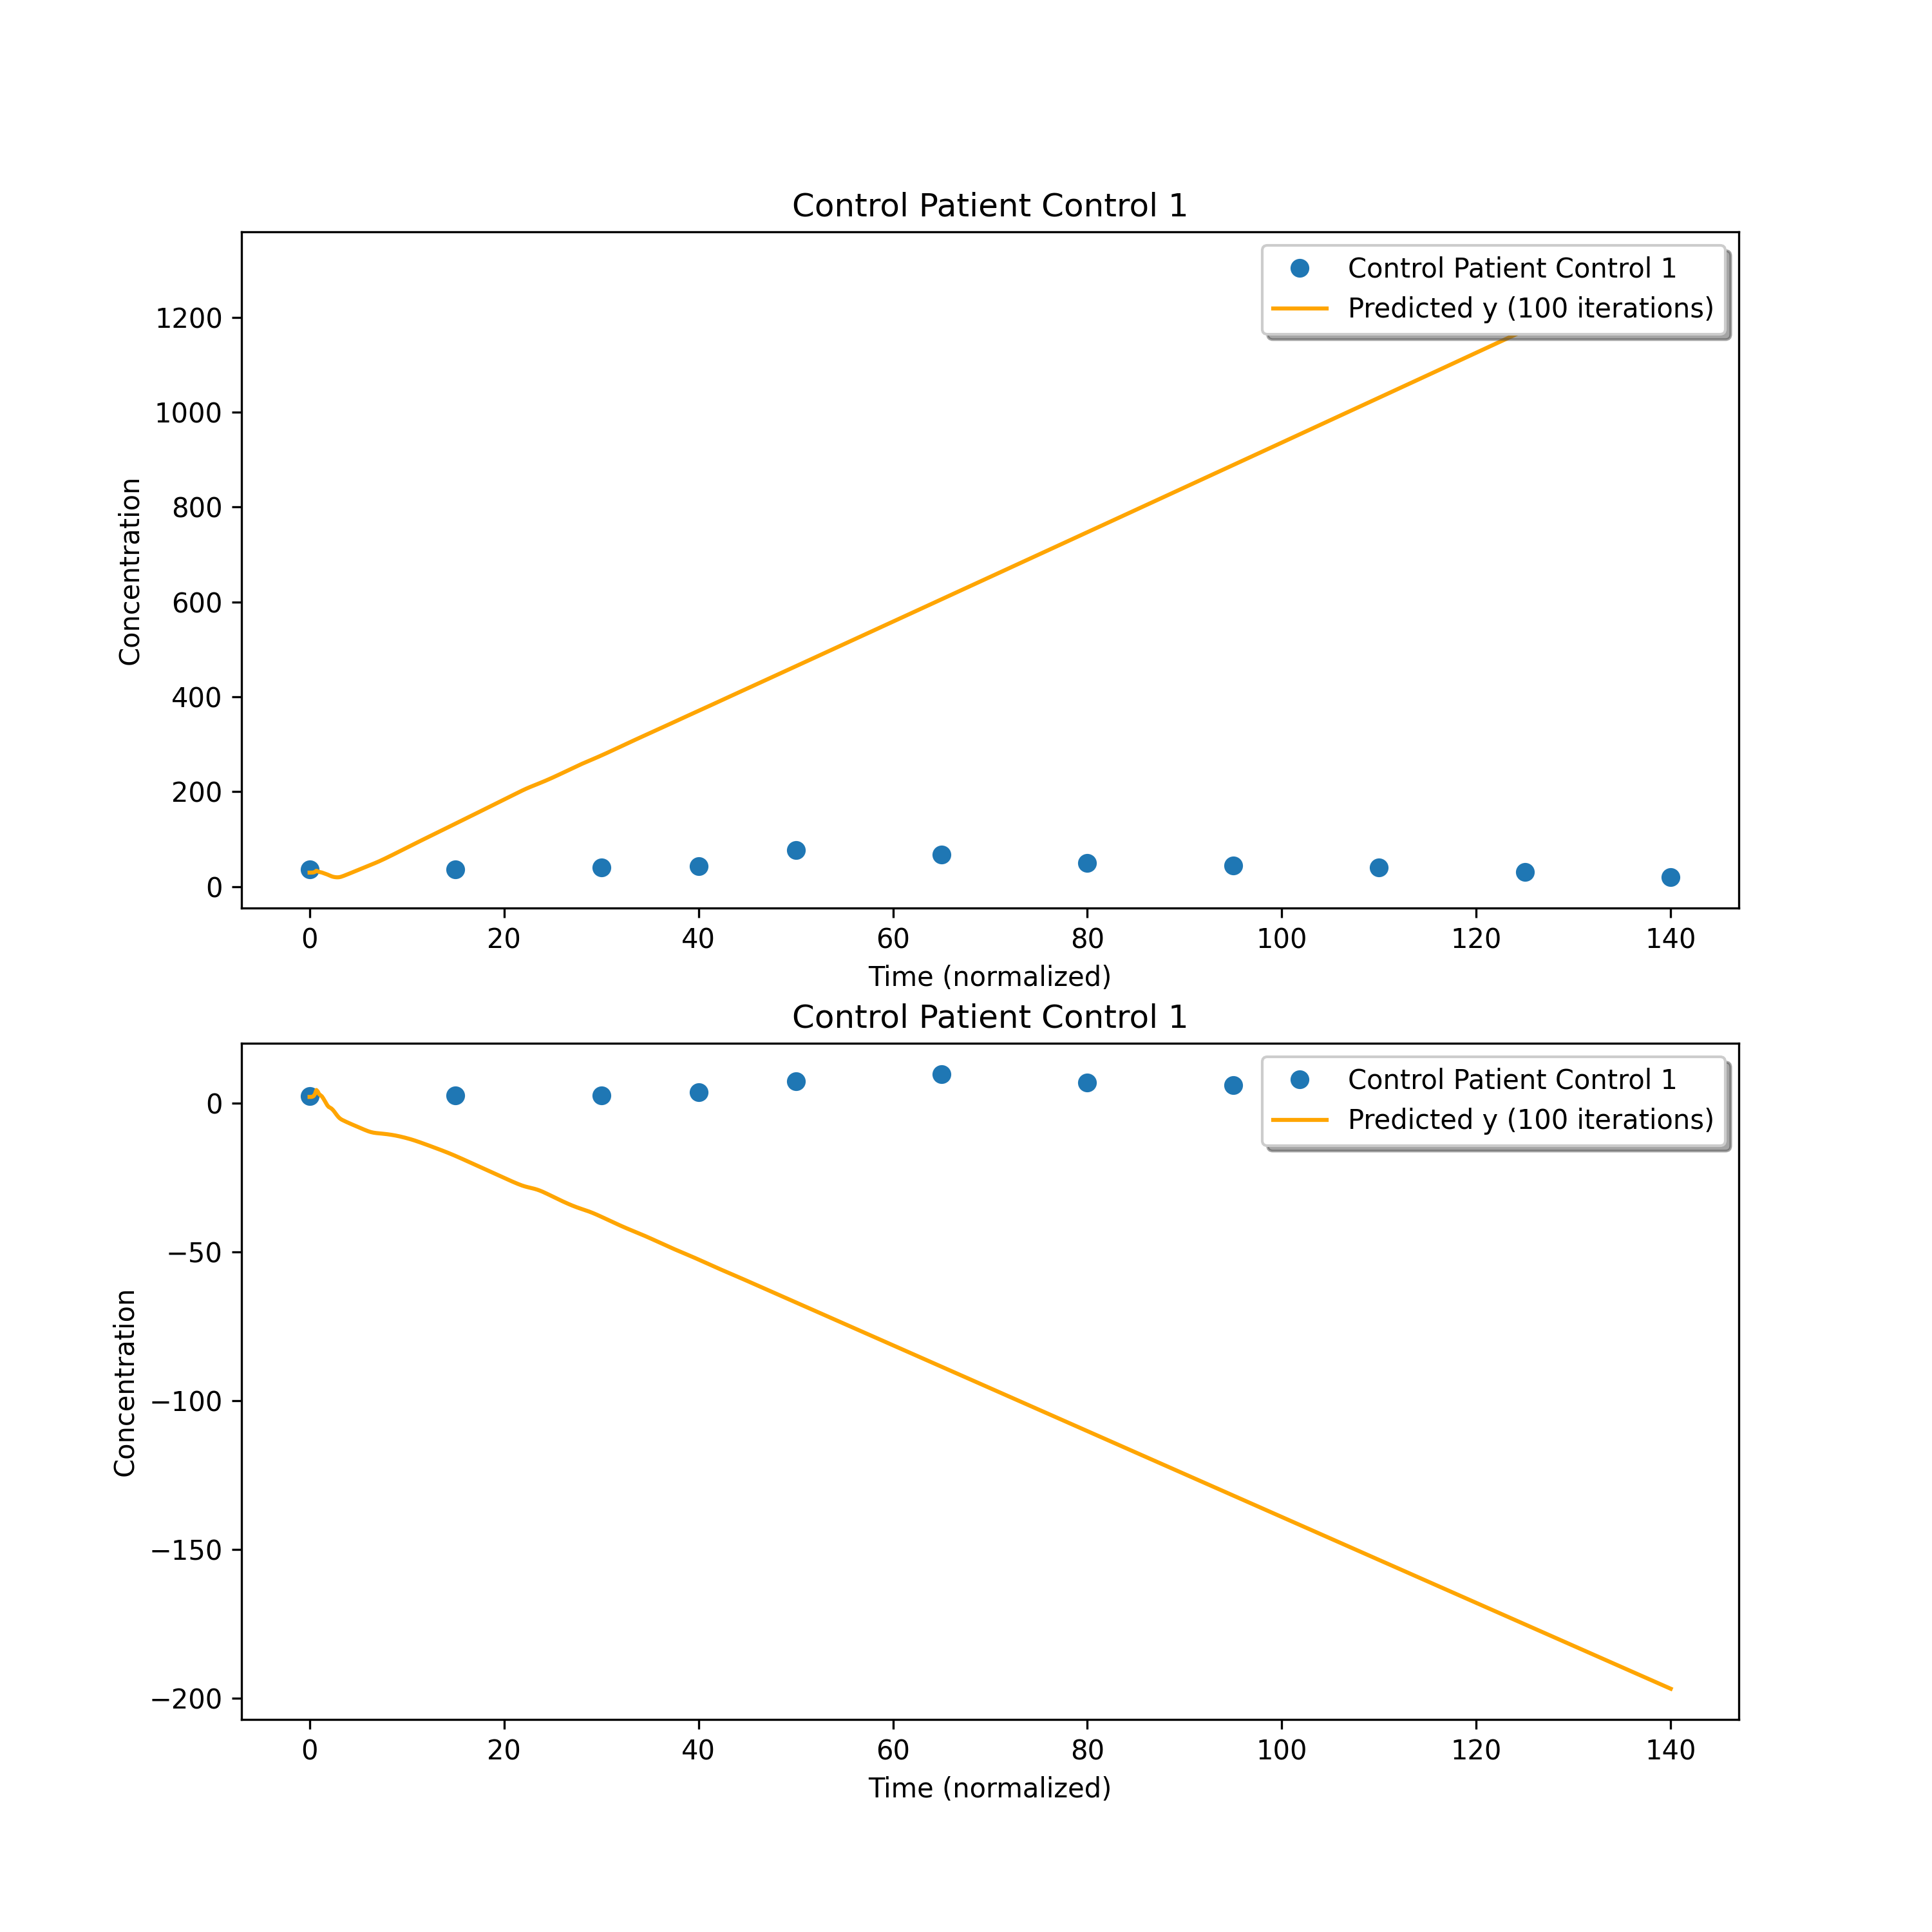 Control Patient Control 1
Control Patient Control 1
Predicted y (100 iterations)
1200
1000
800
600
400
200
0
Concentration
0 20 40 60 80 100 120 140
Time (normalized)
Control Patient Control 1
Control Patient Control 1
Predicted y (100 iterations)
0
−50
−100
−150
−200
Concentration
0 20 40 60 80 100 120 140
Time (normalized)